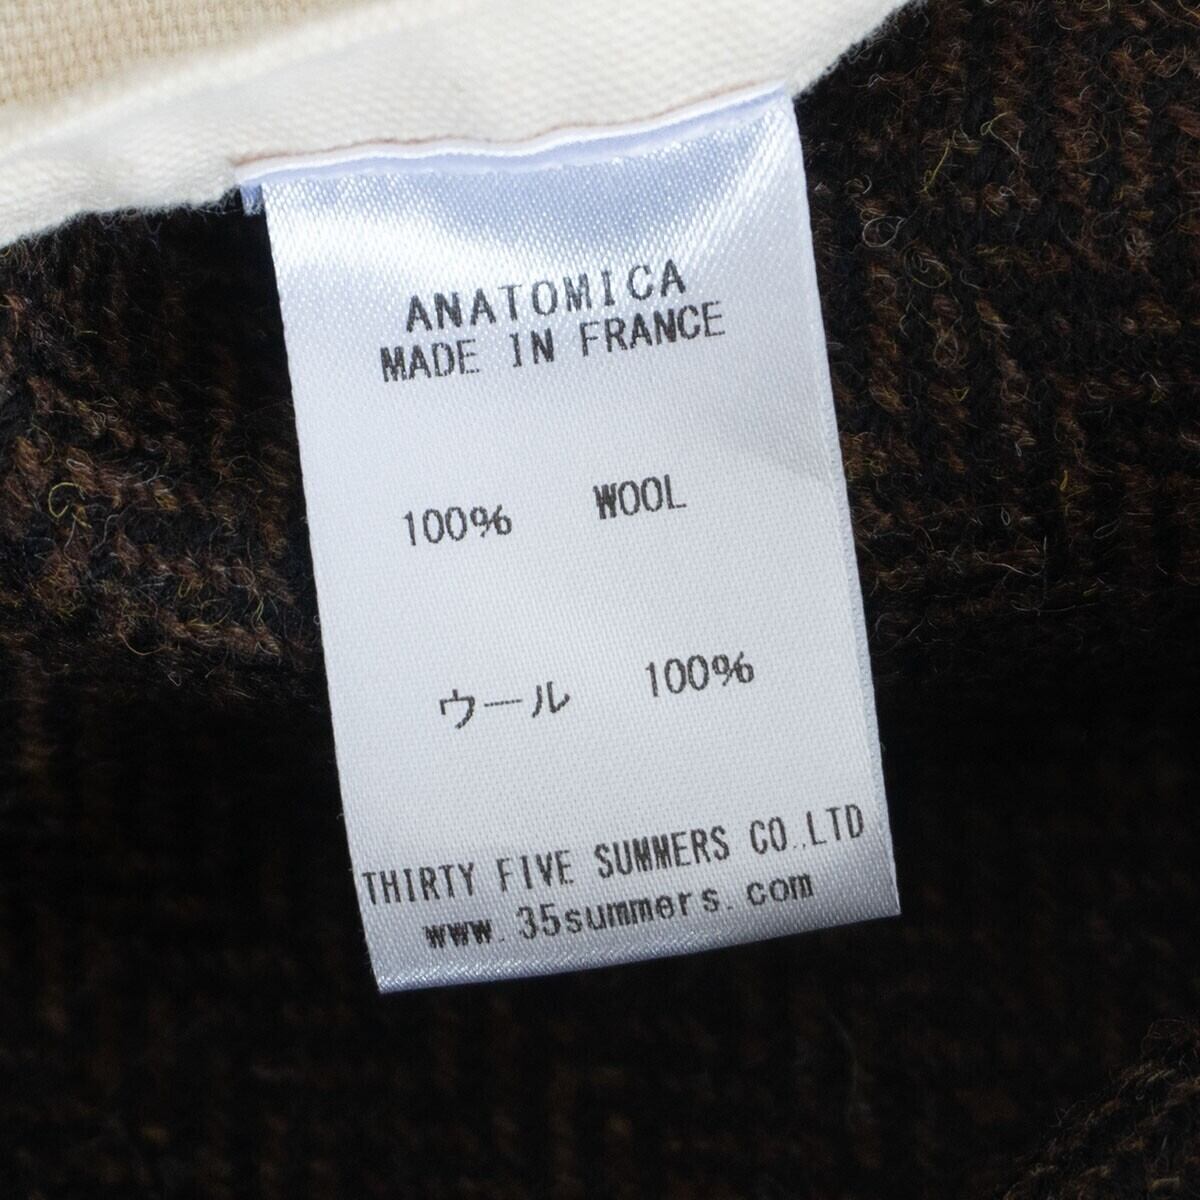 ANATOMICA
MADE IN FRANCE
100% WOOL
ウール 100%
THIRTY FIVE SUMMERS CO.,LTD
www.35summers.com